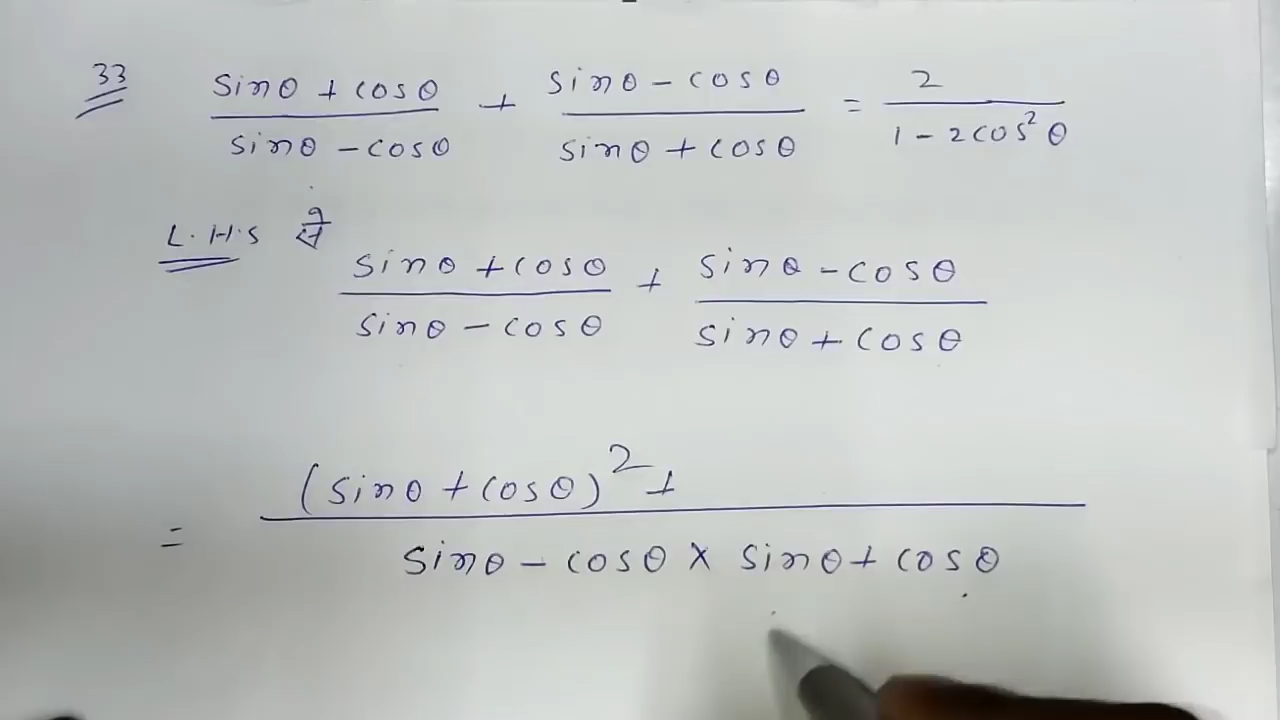 33 sinθ + cosθ / sinθ - cosθ + sinθ - cosθ / sinθ + cosθ = 2 / 1 - 2cos²θ
L.H.S से
sinθ + cosθ / sinθ - cosθ + sinθ - cosθ / sinθ + cosθ
= (sinθ + cosθ)² + / sinθ - cosθ × sinθ + cosθ